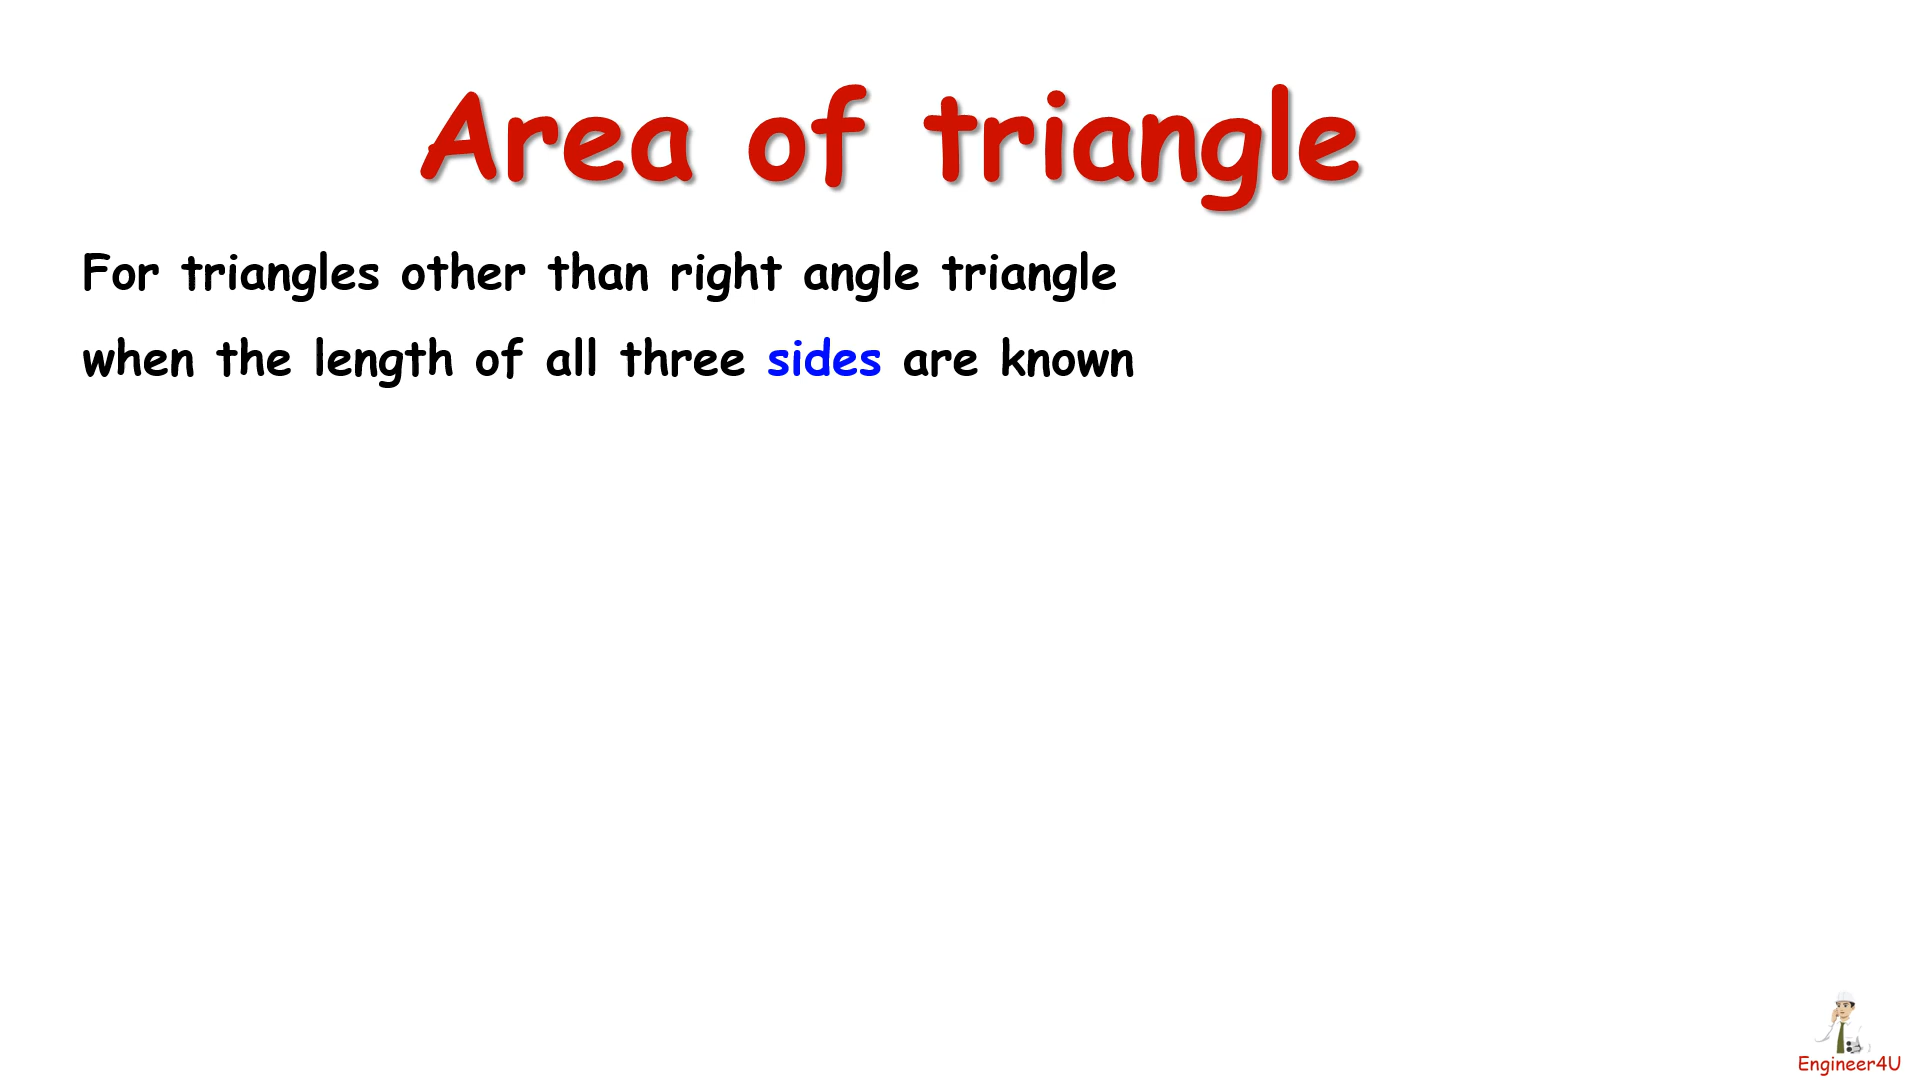 Area of triangle
For triangles other than right angle triangle
when the length of all three sides are known
Engineer4U